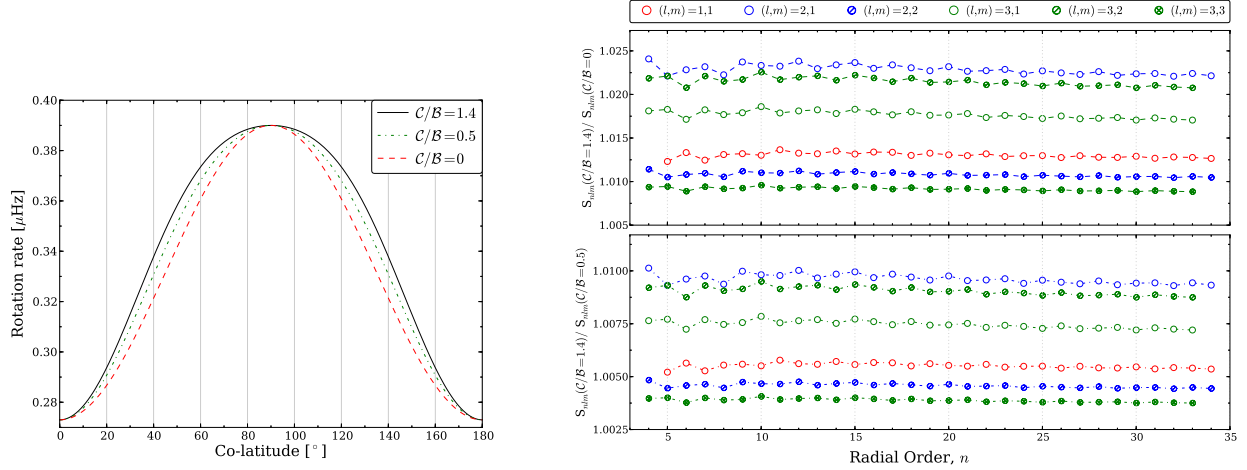 0.40
0.38
0.36
0.34
0.32
0.30
0.28
Rotation rate [μHz]
0 20 40 60 80 100 120 140 160 180
Co-latitude [°]
C/B=1.4
C/B=0.5
C/B=0
(l,m)=1,1 (l,m)=2,1 (l,m)=2,2 (l,m)=3,1 (l,m)=3,2 (l,m)=3,3
1.025
1.020
1.015
1.010
1.005
S_nlm(C/B=1.4)/ S_nlm(C/B=0)
1.0100
1.0075
1.0050
1.0025
S_nlm(C/B=1.4)/ S_nlm(C/B=0.5)
5 10 15 20 25 30 35
Radial Order, n